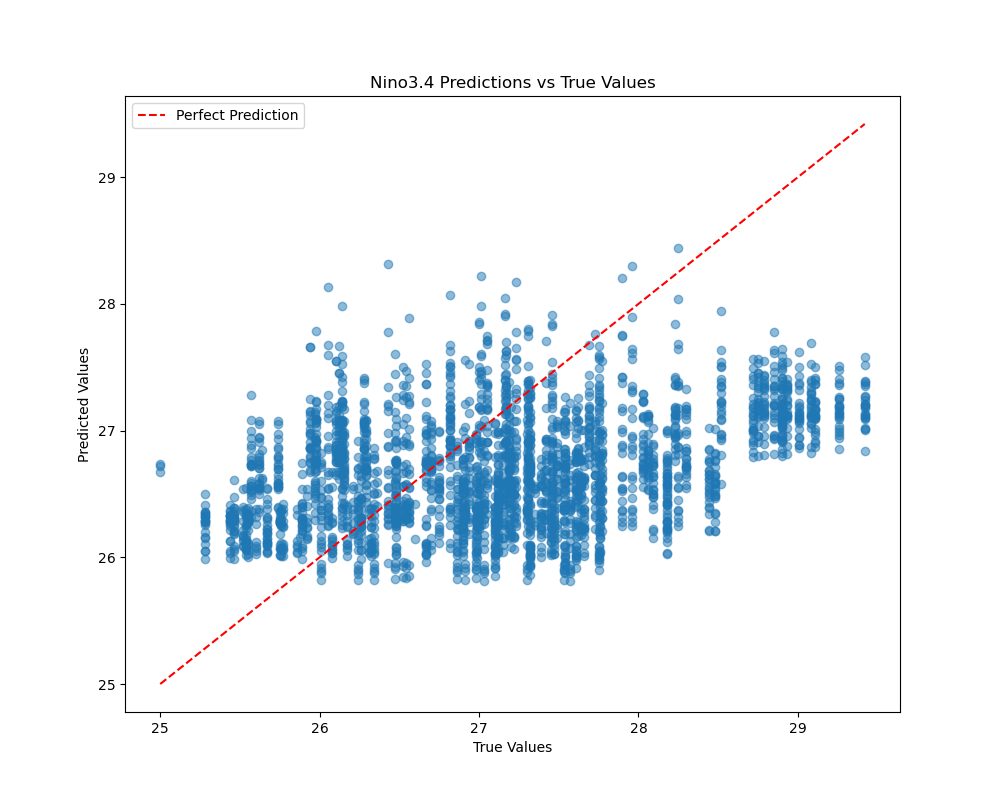 Nino3.4 Predictions vs True Values
Perfect Prediction
Predicted Values
29
28
27
26
25
25 26 27 28 29
True Values